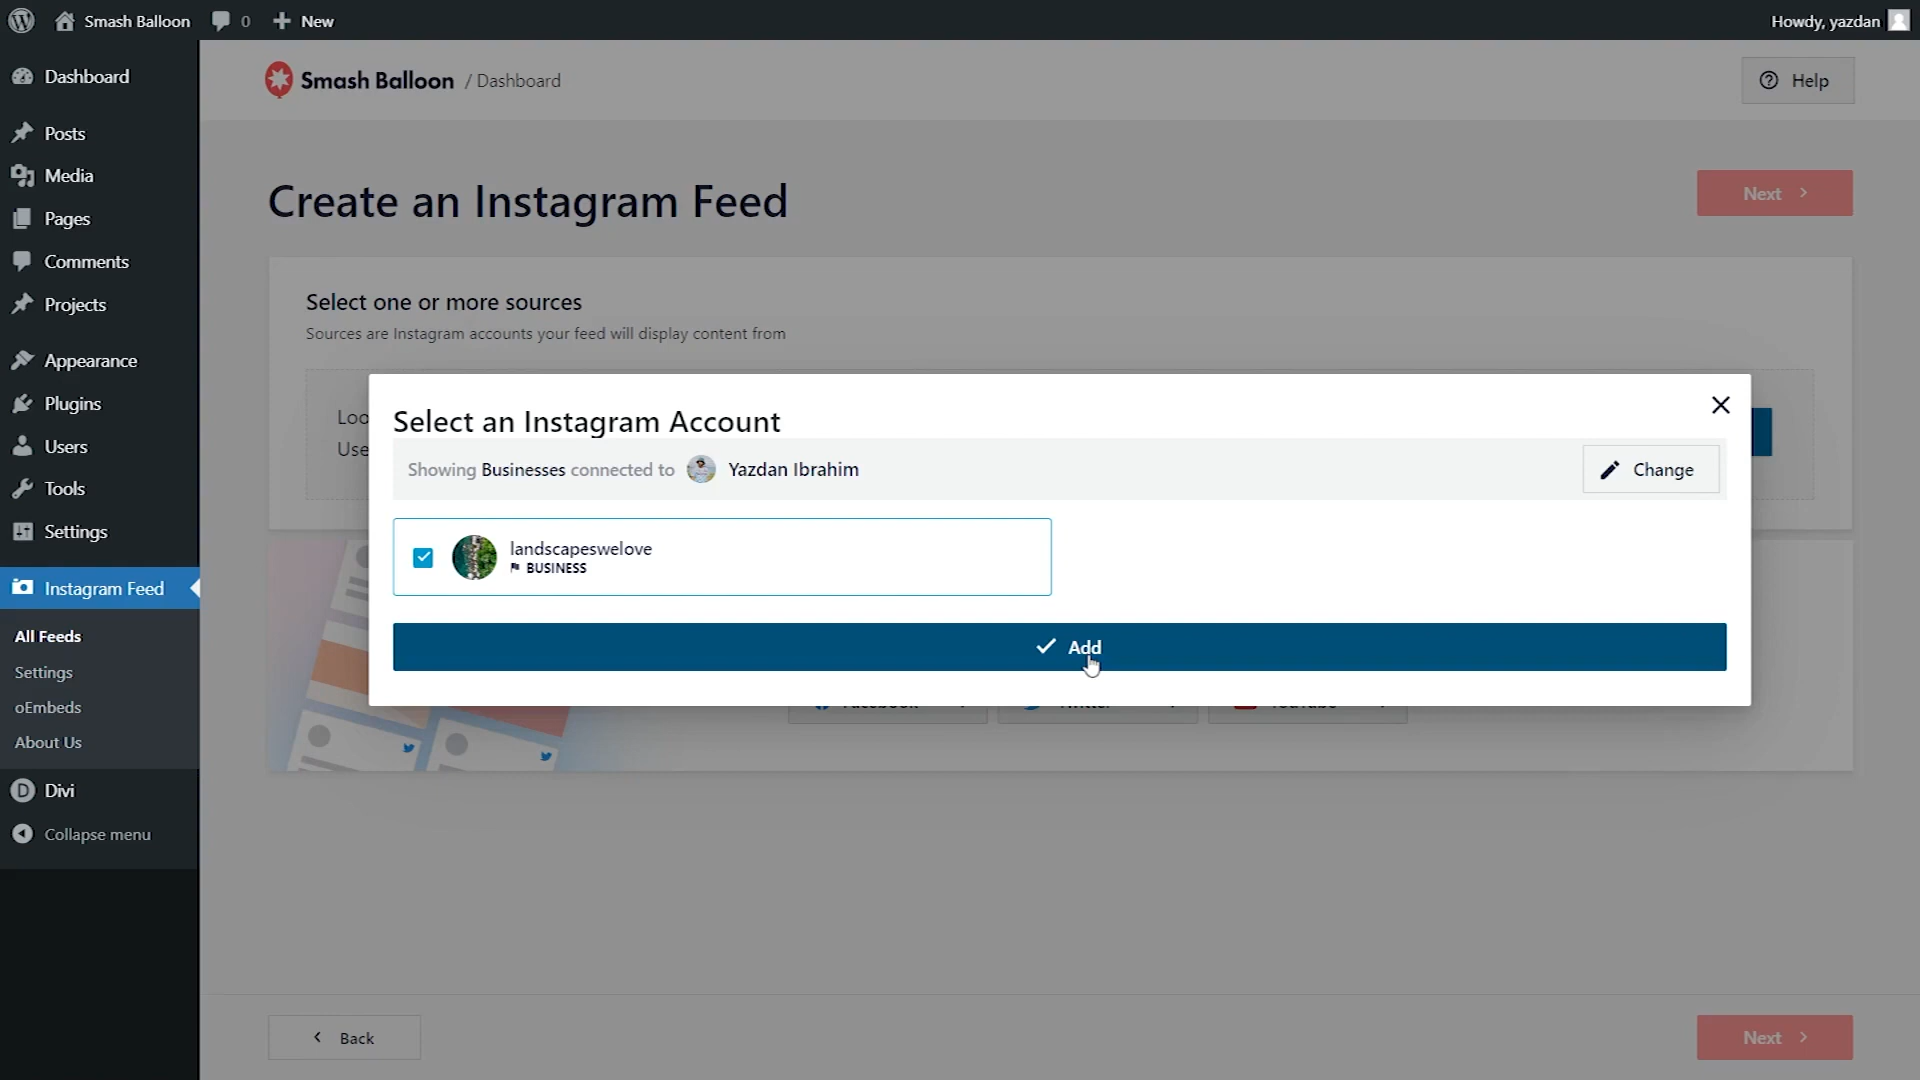 Smash Balloon
0
New
Howdy, yazdan
Dashboard
Posts
Media
Pages
Comments
Projects
Appearance
Plugins
Users
Tools
Settings
Instagram Feed
All Feeds
Settings
oEmbeds
About Us
Divi
Collapse menu
Smash Balloon / Dashboard
Help
Create an Instagram Feed
Next
Select one or more sources
Sources are Instagram accounts your feed will display content from
Select an Instagram Account
Showing Businesses connected to Yazdan Ibrahim
Change
landscapeswelove
BUSINESS
Add
Back
Next